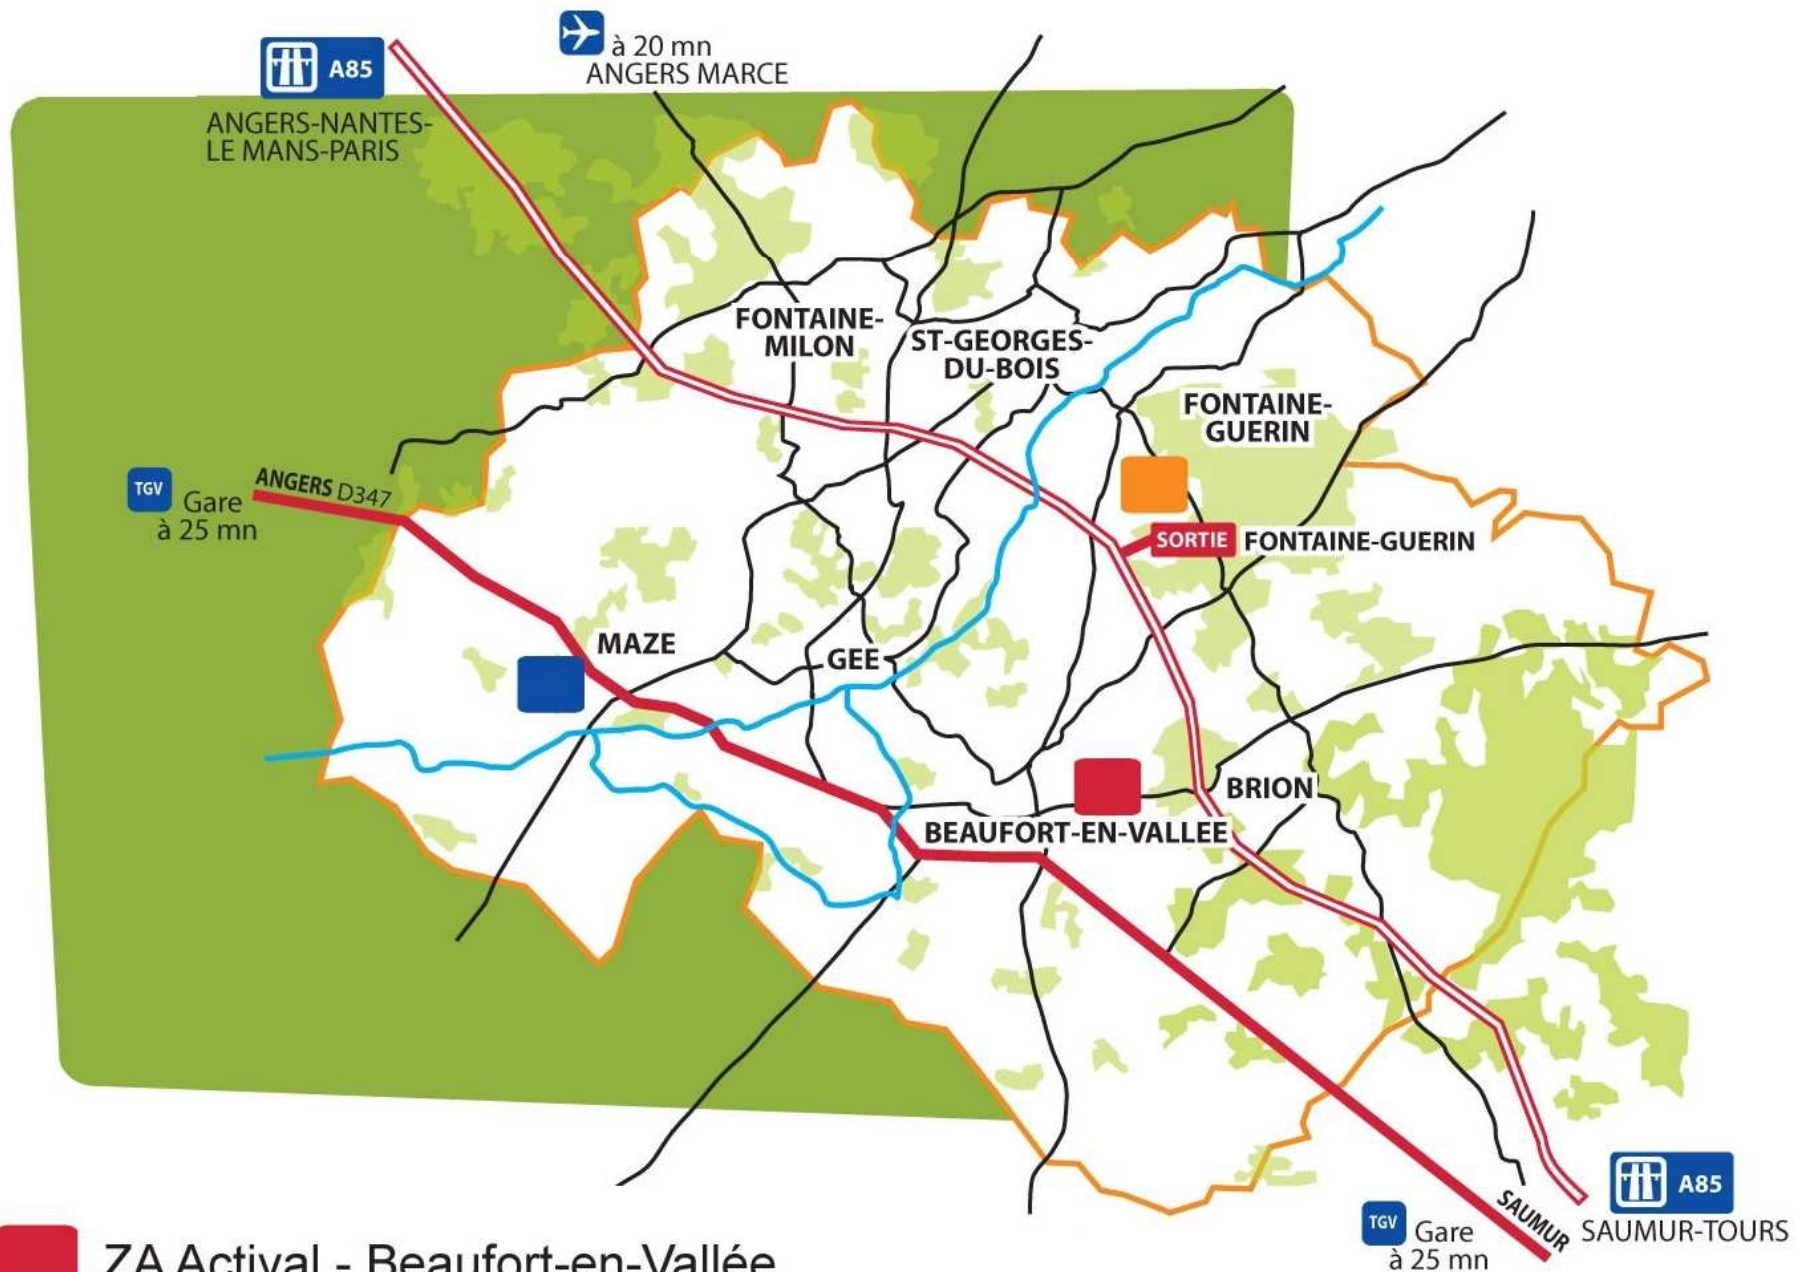 à 20 mn
ANGERS MARCE
A85
ANGERS-NANTES-
LE MANS-PARIS
FONTAINE-
MILON
ST-GEORGES-
DU-BOIS
FONTAINE-
GUERIN
TGV
Gare
à 25 mn
ANGERS D347
SORTIE FONTAINE-GUERIN
MAZE
GEE
BRION
BEAUFORT-EN-VALLEE
A85
SAUMUR-TOURS
SAUMUR
TGV
Gare
à 25 mn
ZA Actival - Beaufort-en-Vallée